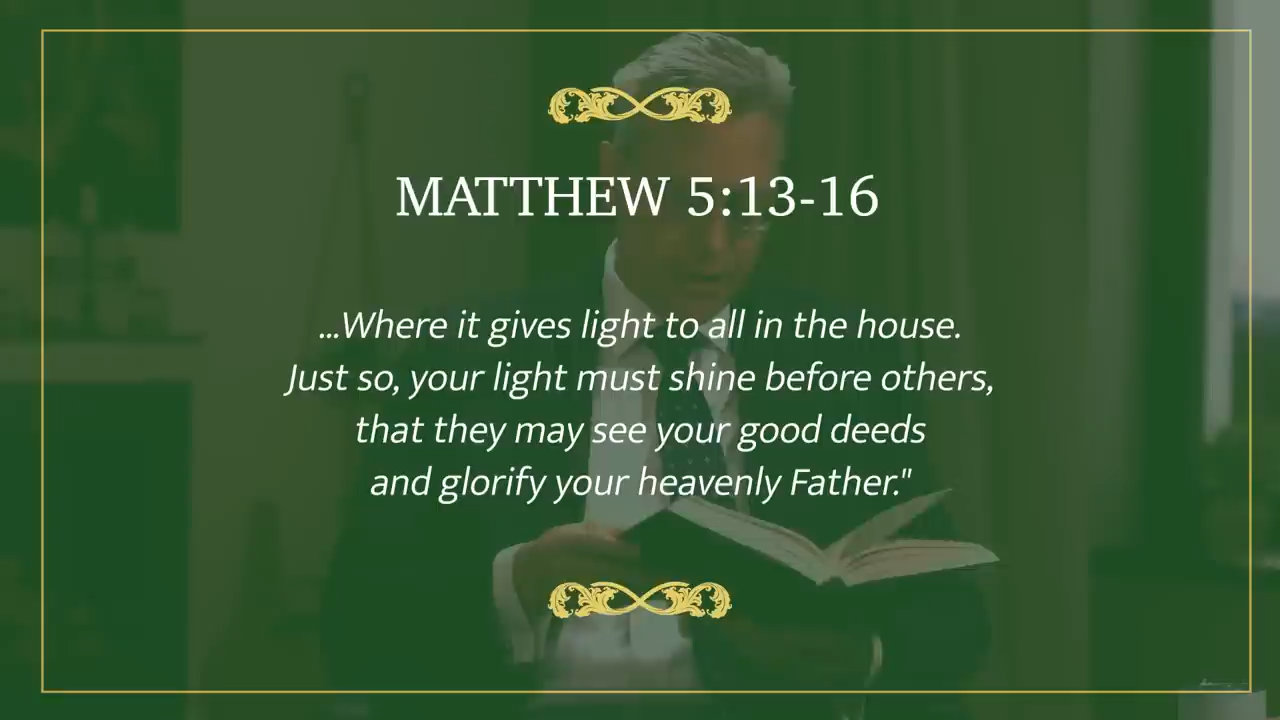 MATTHEW 5:13-16
...Where it gives light to all in the house.
Just so, your light must shine before others,
that they may see your good deeds
and glorify your heavenly Father."